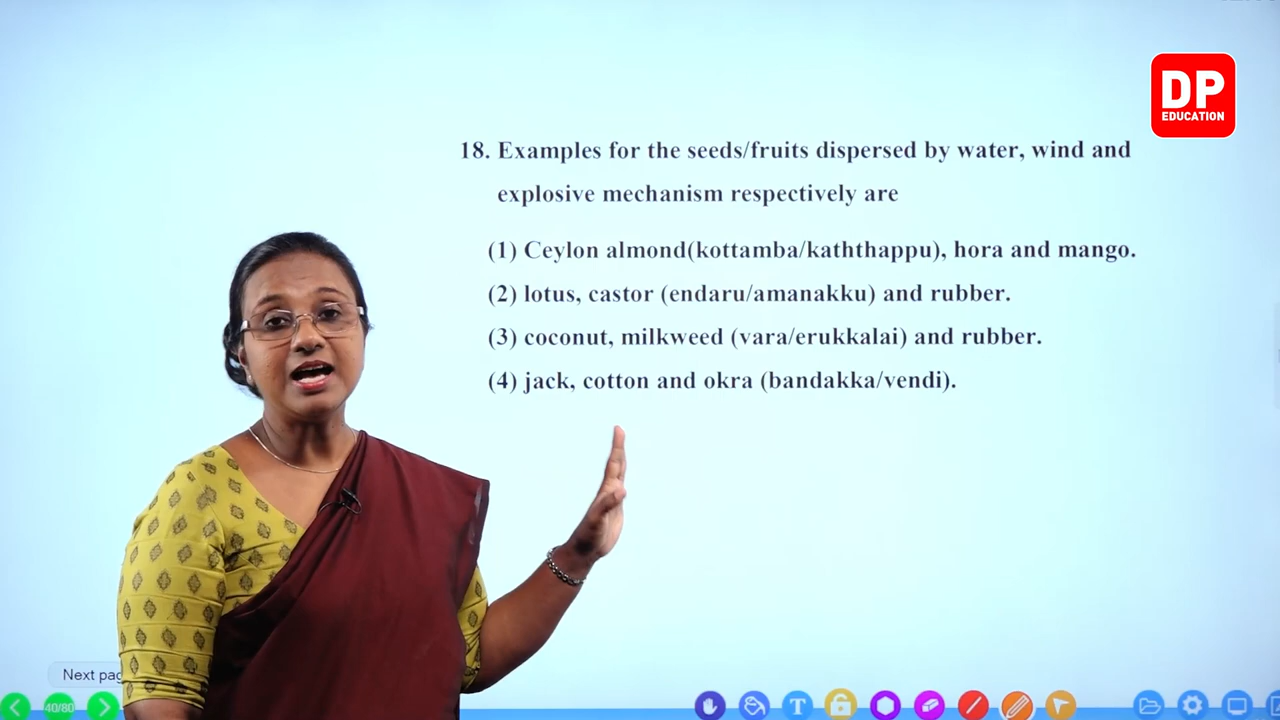 DP
EDUCATION
18. Examples for the seeds/fruits dispersed by water, wind and
explosive mechanism respectively are
(1) Ceylon almond(kottamba/kaththappu), hora and mango.
(2) lotus, castor (endaru/amanakku) and rubber.
(3) coconut, milkweed (vara/erukkalai) and rubber.
(4) jack, cotton and okra (bandakka/vendi).
Next pag
40/80
T